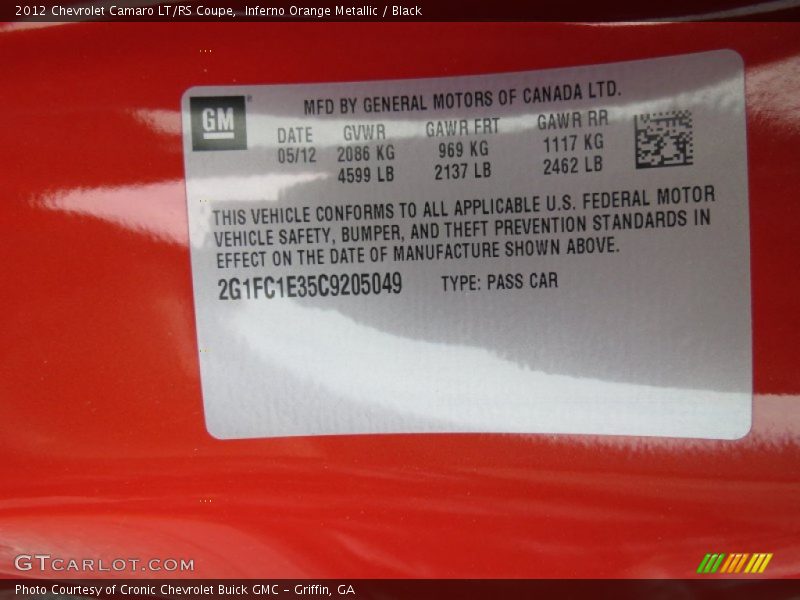 2012 Chevrolet Camaro LT/RS Coupe, Inferno Orange Metallic / Black
GM
MFD BY GENERAL MOTORS OF CANADA LTD.
DATE GVWR GAWR FRT GAWR RR
05/12 2086 KG 969 KG 1117 KG
4599 LB 2137 LB 2462 LB
THIS VEHICLE CONFORMS TO ALL APPLICABLE U.S. FEDERAL MOTOR
VEHICLE SAFETY, BUMPER, AND THEFT PREVENTION STANDARDS IN
EFFECT ON THE DATE OF MANUFACTURE SHOWN ABOVE.
2G1FC1E35C9205049 TYPE: PASS CAR
GTCARLOT.COM
Photo Courtesy of Cronic Chevrolet Buick GMC – Griffin, GA